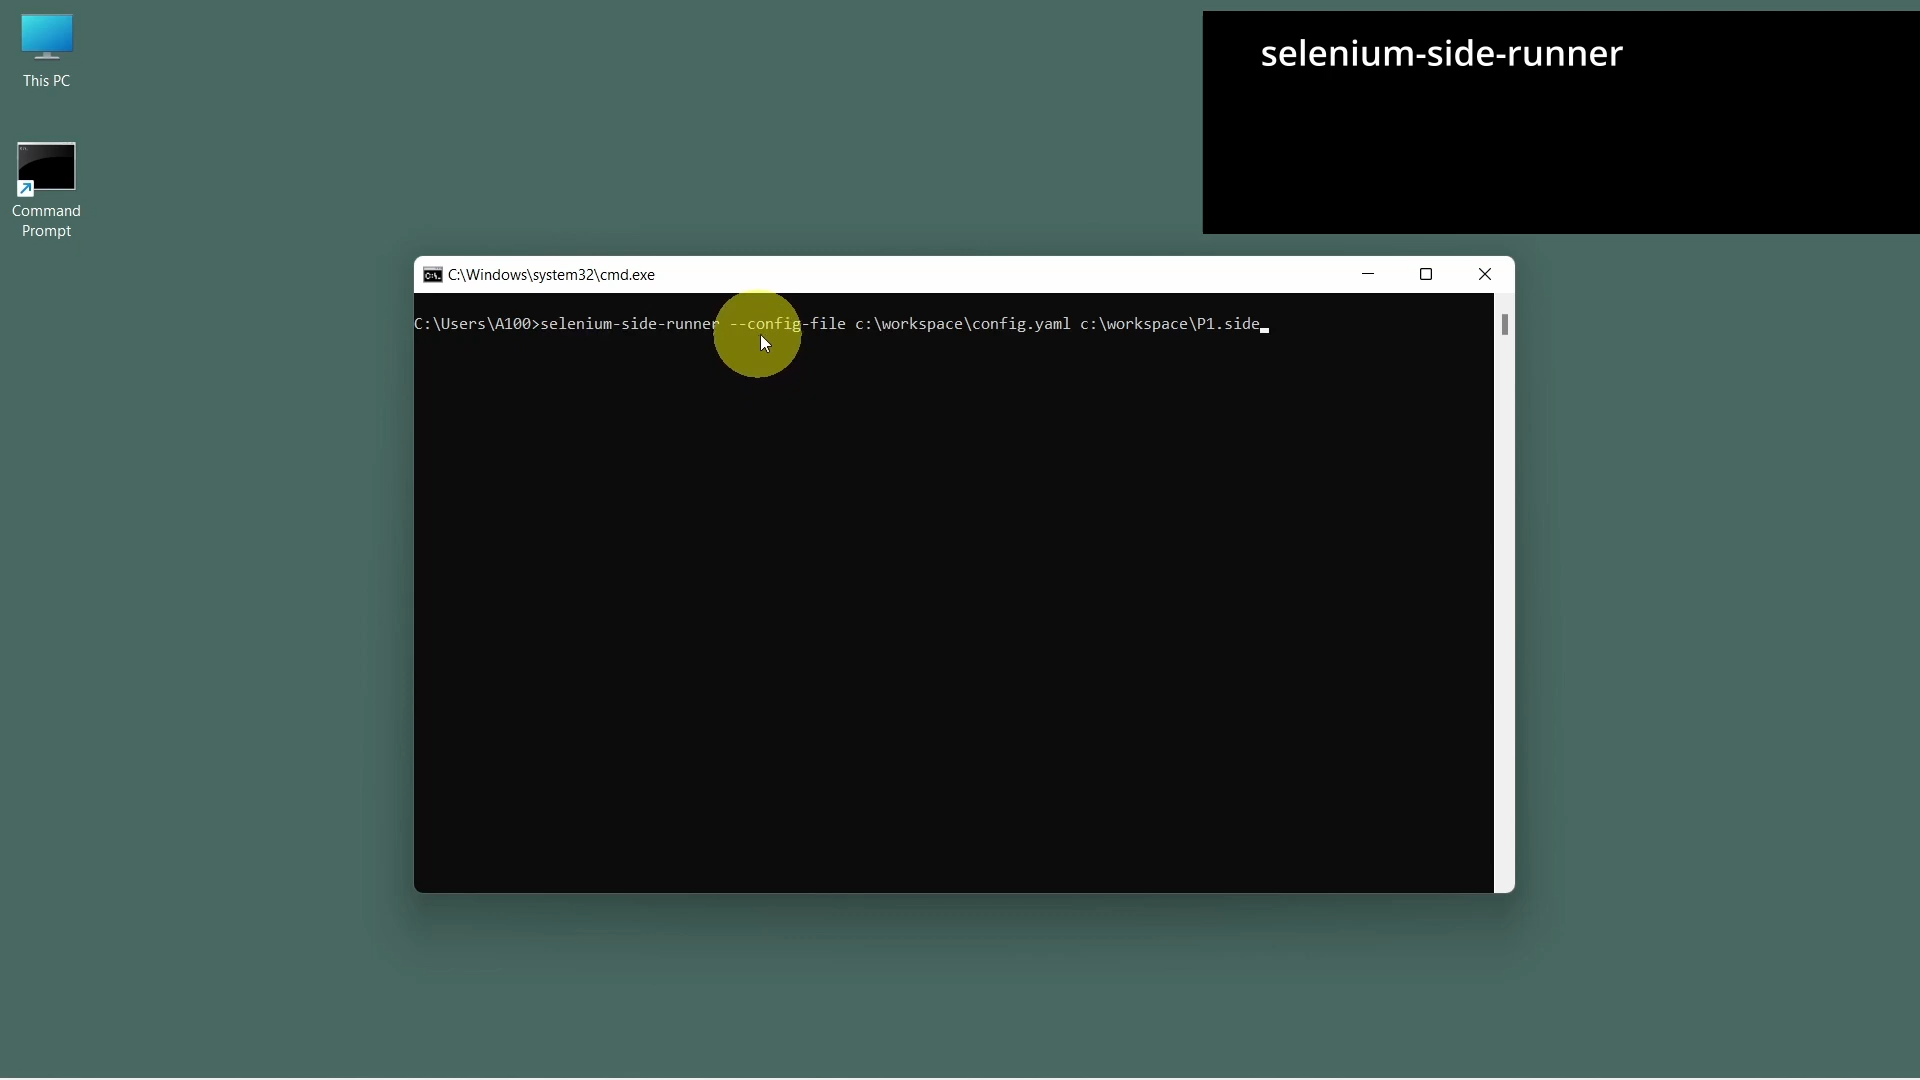 This PC
Command
Prompt
selenium-side-runner
C:\Windows\system32\cmd.exe
C:\Users\A100>selenium-side-runner --config-file c:\workspace\config.yaml c:\workspace\P1.side